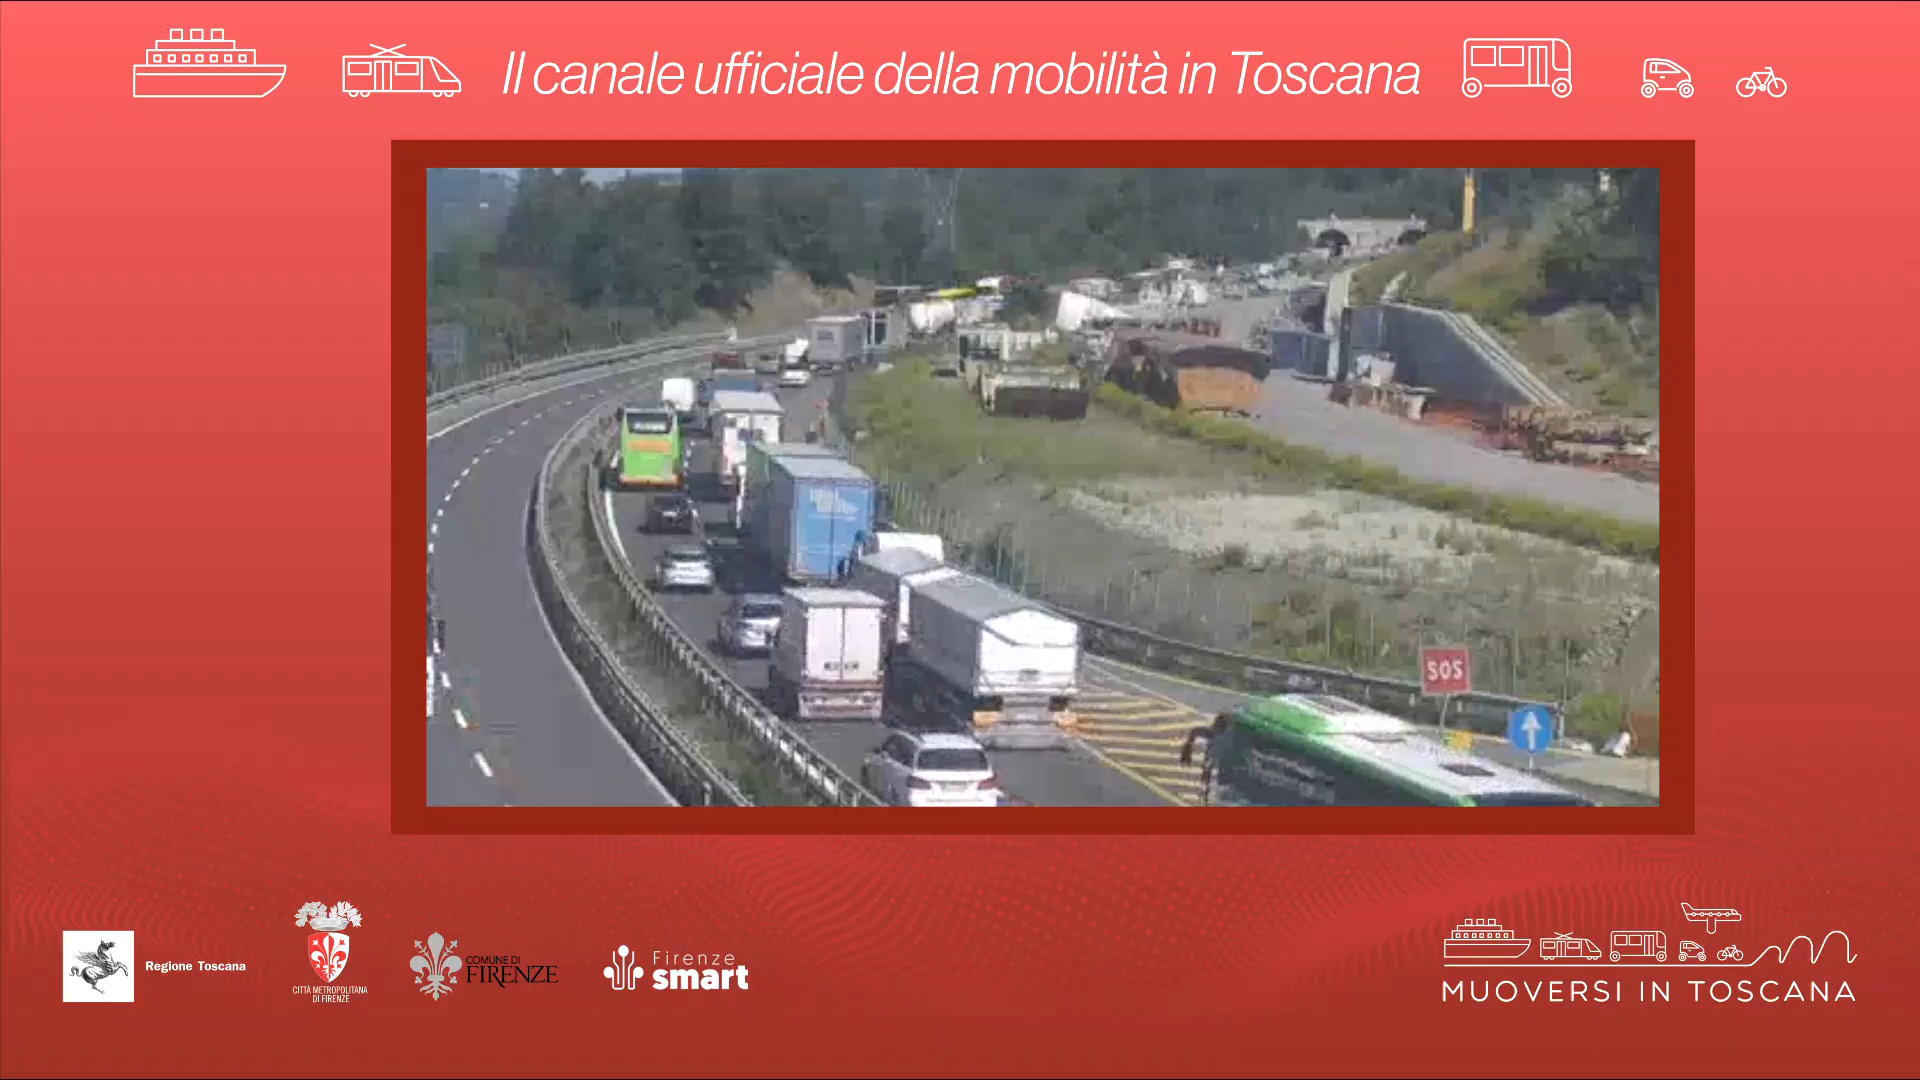 Il canale ufficiale della mobilità in Toscana
SOS
Regione Toscana
CITTÀ METROPOLITANA
DI FIRENZE
COMUNE DI
FIRENZE
Firenze
smart
MUOVERSI IN TOSCANA